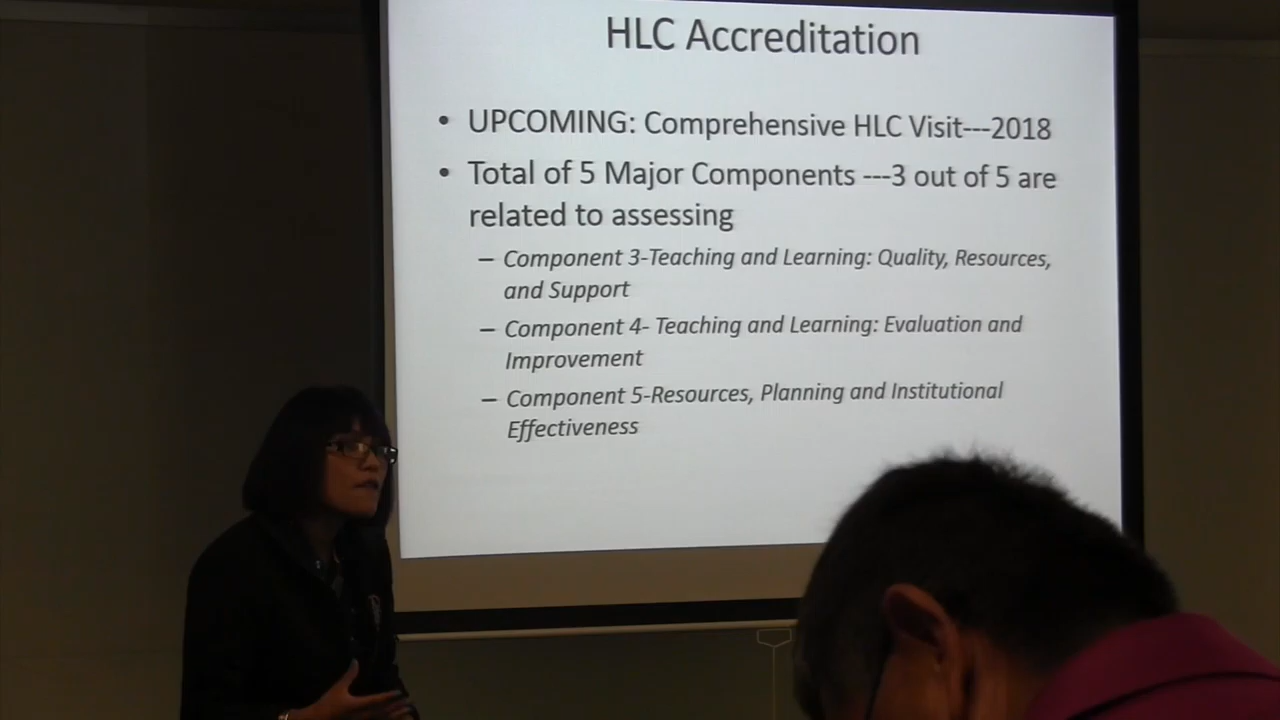 HLC Accreditation
• UPCOMING: Comprehensive HLC Visit---2018
• Total of 5 Major Components ---3 out of 5 are
related to assessing
– Component 3-Teaching and Learning: Quality, Resources,
and Support
– Component 4- Teaching and Learning: Evaluation and
Improvement
– Component 5-Resources, Planning and Institutional
Effectiveness